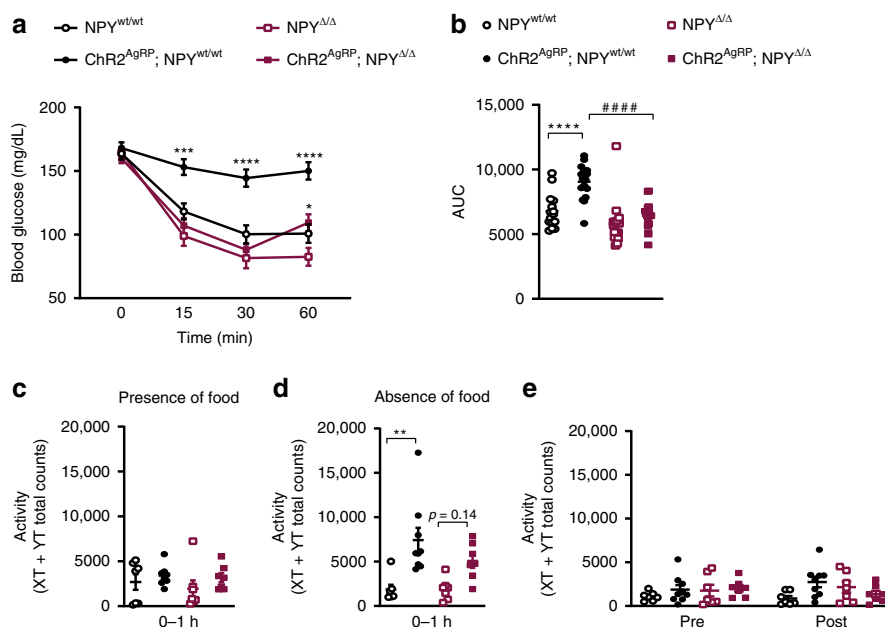 a
NPY^wt/wt
NPY^Δ/Δ
ChR2^AgRP; NPY^wt/wt
ChR2^AgRP; NPY^Δ/Δ
200
150
100
50
Blood glucose (mg/dL)
***
****
****
*
0 15 30 60
Time (min)
b
NPY^wt/wt
NPY^Δ/Δ
ChR2^AgRP; NPY^wt/wt
ChR2^AgRP; NPY^Δ/Δ
15,000
10,000
5000
0
AUC
####
****
c
Presence of food
20,000
15,000
10,000
5000
0
Activity
(XT + YT total counts)
0–1 h
d
Absence of food
20,000
15,000
10,000
5000
0
Activity
(XT + YT total counts)
**
p = 0.14
0–1 h
e
20,000
15,000
10,000
5000
0
Activity
(XT + YT total counts)
Pre Post